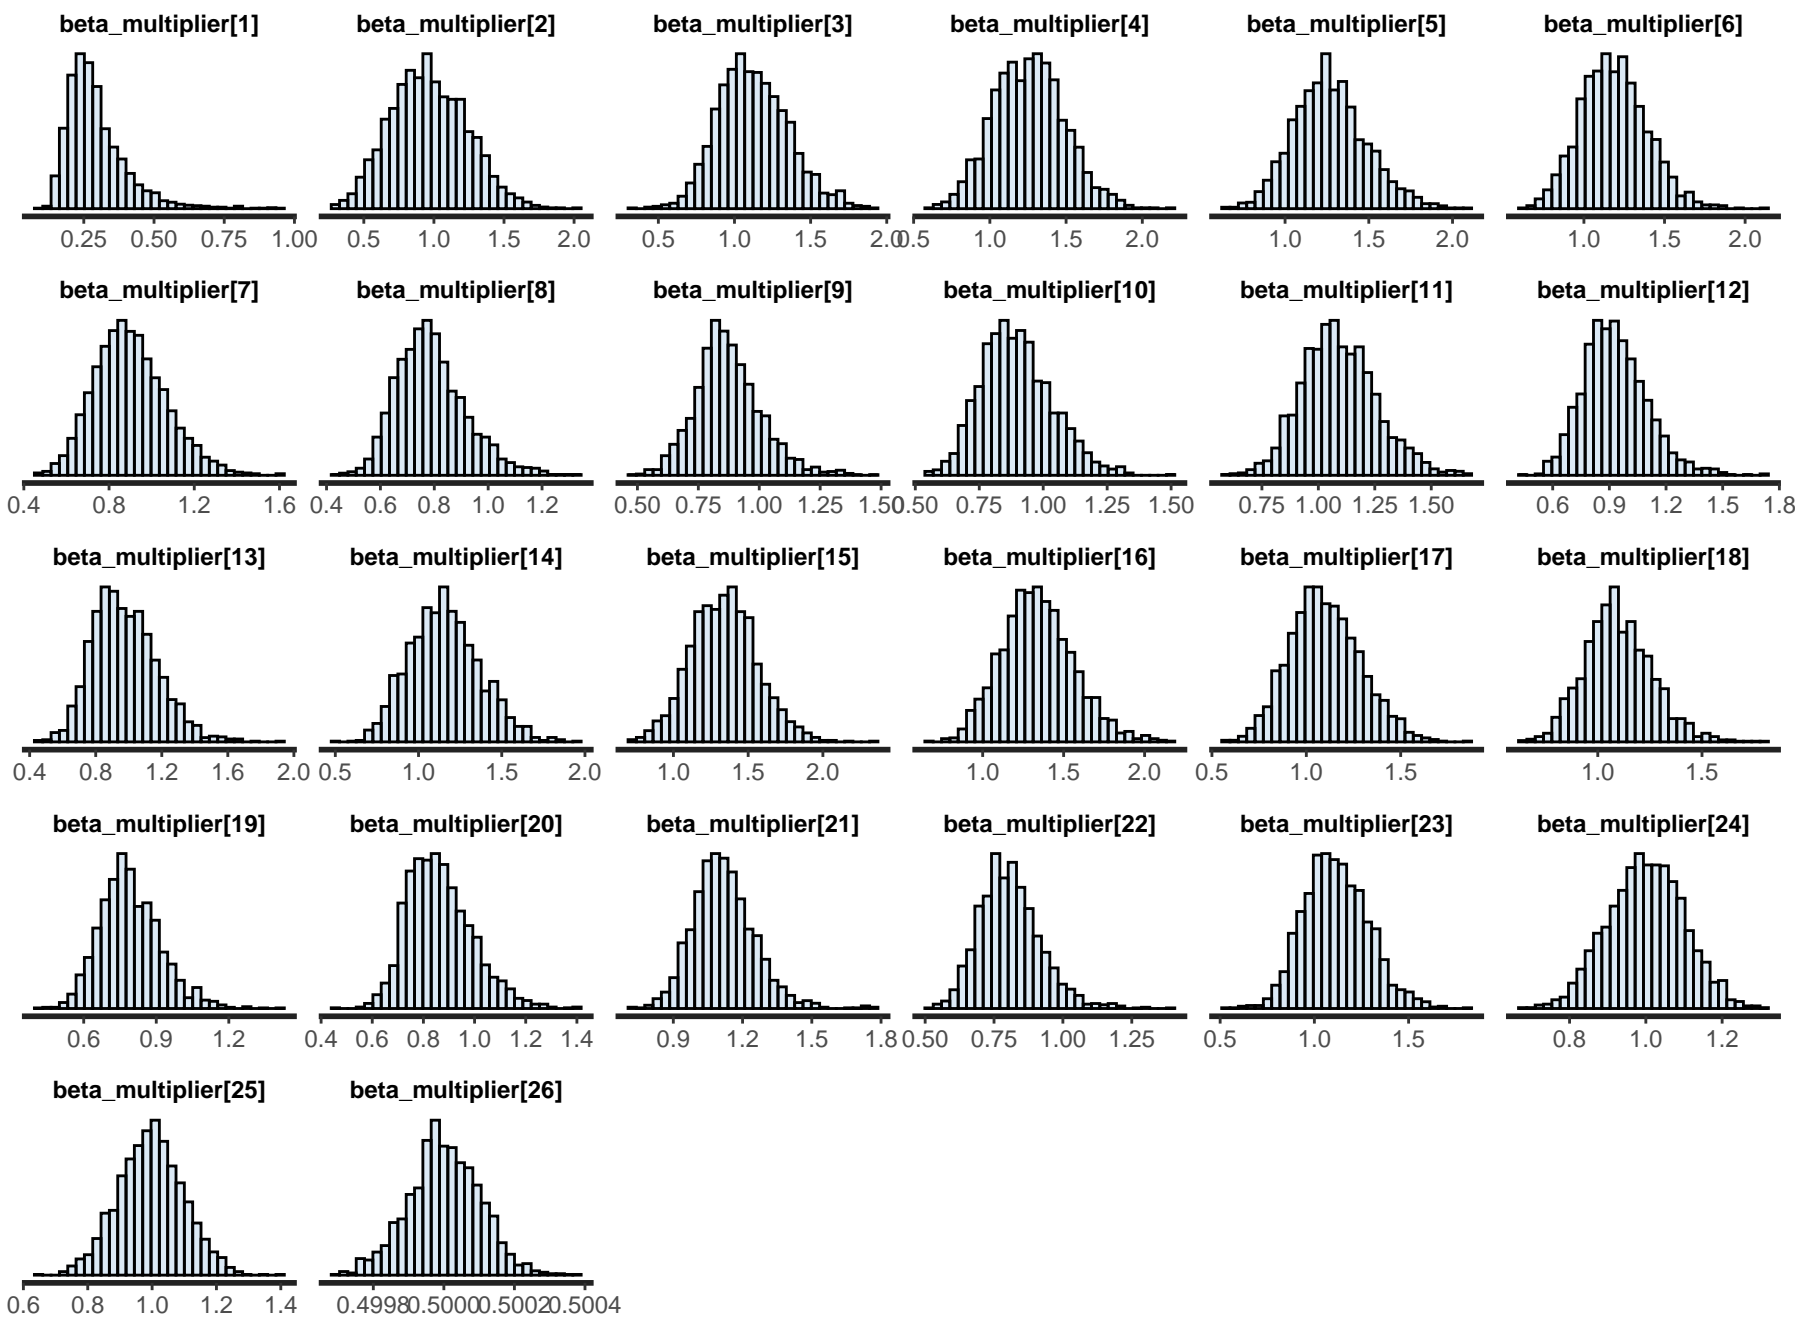 beta_multiplier[1] beta_multiplier[2] beta_multiplier[3] beta_multiplier[4] beta_multiplier[5] beta_multiplier[6]
0.25 0.50 0.75 1.00 0.5 1.0 1.5 2.0 0.5 1.0 1.5 2.0 0.5 1.0 1.5 2.0 1.0 1.5 2.0 1.0 1.5 2.0
beta_multiplier[7] beta_multiplier[8] beta_multiplier[9] beta_multiplier[10] beta_multiplier[11] beta_multiplier[12]
0.4 0.8 1.2 1.6 0.4 0.6 0.8 1.0 1.2 0.50 0.75 1.00 1.25 1.50 0.50 0.75 1.00 1.25 1.50 0.75 1.00 1.25 1.50 0.6 0.9 1.2 1.5 1.8
beta_multiplier[13] beta_multiplier[14] beta_multiplier[15] beta_multiplier[16] beta_multiplier[17] beta_multiplier[18]
0.4 0.8 1.2 1.6 2.0 0.5 1.0 1.5 2.0 1.0 1.5 2.0 1.0 1.5 2.0 0.5 1.0 1.5 1.0 1.5
beta_multiplier[19] beta_multiplier[20] beta_multiplier[21] beta_multiplier[22] beta_multiplier[23] beta_multiplier[24]
0.6 0.9 1.2 0.4 0.6 0.8 1.0 1.2 1.4 0.9 1.2 1.5 1.8 0.50 0.75 1.00 1.25 0.5 1.0 1.5 0.8 1.0 1.2
beta_multiplier[25] beta_multiplier[26]
0.6 0.8 1.0 1.2 1.4 0.4998 0.5000 0.5002 0.5004